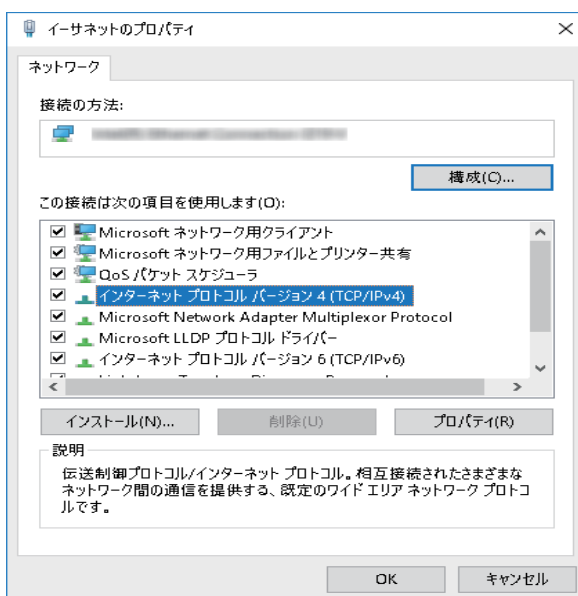 イーサネットのプロパティ
ネットワーク
接続の方法:
構成(C)...
この接続は次の項目を使用します(O):
Microsoft ネットワーク用クライアント
Microsoft ネットワーク用ファイルとプリンター共有
QoS パケット スケジューラ
インターネット プロトコル バージョン 4 (TCP/IPv4)
Microsoft Network Adapter Multiplexor Protocol
Microsoft LLDP プロトコル ドライバー
インターネット プロトコル バージョン 6 (TCP/IPv6)
インストール(N)...
削除(U)
プロパティ(R)
説明
伝送制御プロトコル/インターネット プロトコル。相互接続されたさまざまな
ネットワーク間の通信を提供する、既定のワイド エリア ネットワーク プロトコ
ルです。
OK
キャンセル